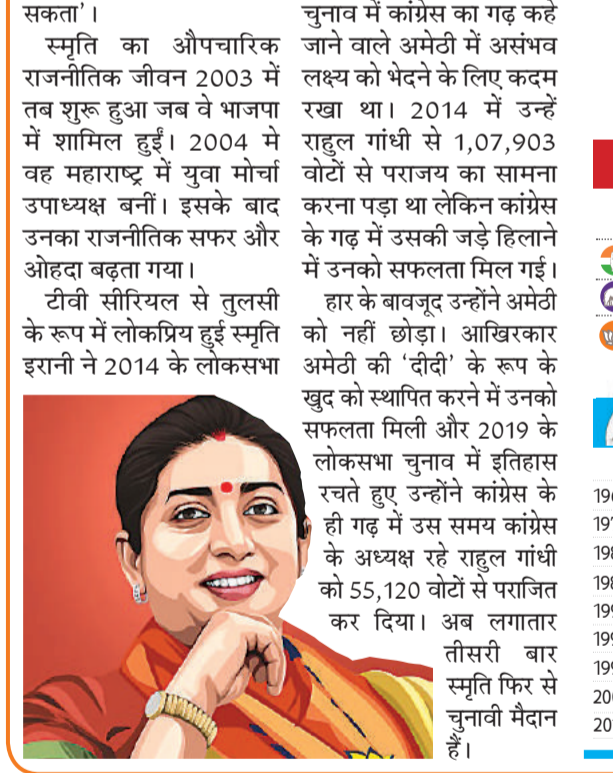 सकता’।
स्मृति का औपचारिक
राजनीतिक जीवन 2003 में
तब शुरू हुआ जब वे भाजपा
में शामिल हुईं। 2004 मे
वह महाराष्ट्र में युवा मोर्चा
उपाध्यक्ष बनीं। इसके बाद
उनका राजनीतिक सफर और
ओहदा बढ़ता गया।
टीवी सीरियल से तुलसी
के रूप में लोकप्रिय हुई स्मृति
इरानी ने 2014 के लोकसभा
चुनाव में कांग्रेस का गढ़ कहे
जाने वाले अमेठी में असंभव
लक्ष्य को भेदने के लिए कदम
रखा था। 2014 में उन्हें
राहुल गांधी से 1,07,903
वोटों से पराजय का सामना
करना पड़ा था लेकिन कांग्रेस
के गढ़ में उसकी जड़े हिलाने
में उनको सफलता मिल गई।
हार के बावजूद उन्होंने अमेठी
को नहीं छोड़ा। आखिरकार
अमेठी की ‘दीदी’ के रूप के
खुद को स्थापित करने में उनको
सफलता मिली और 2019 के
लोकसभा चुनाव में इतिहास
रचते हुए उन्होंने कांग्रेस के
ही गढ़ में उस समय कांग्रेस
के अध्यक्ष रहे राहुल गांधी
को 55,120 वोटों से पराजित
कर दिया। अब लगातार
तीसरी बार
स्मृति फिर से
चुनावी मैदान
हैं।